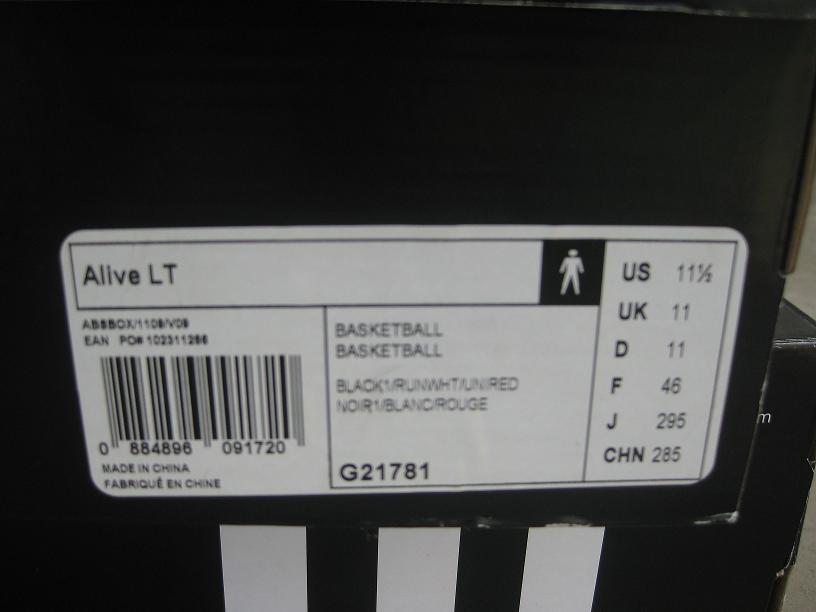 Alive LT
ABSBOX/1109/V09
EAN PO# 102311286
0 884896 091720
MADE IN CHINA
FABRIQUÉ EN CHINE
BASKETBALL
BASKETBALL
BLACK1/RUNWHT/UNIRED
NOIR1/BLANC/ROUGE
G21781
US 11½
UK 11
D 11
F 46
J 295
CHN 285
m